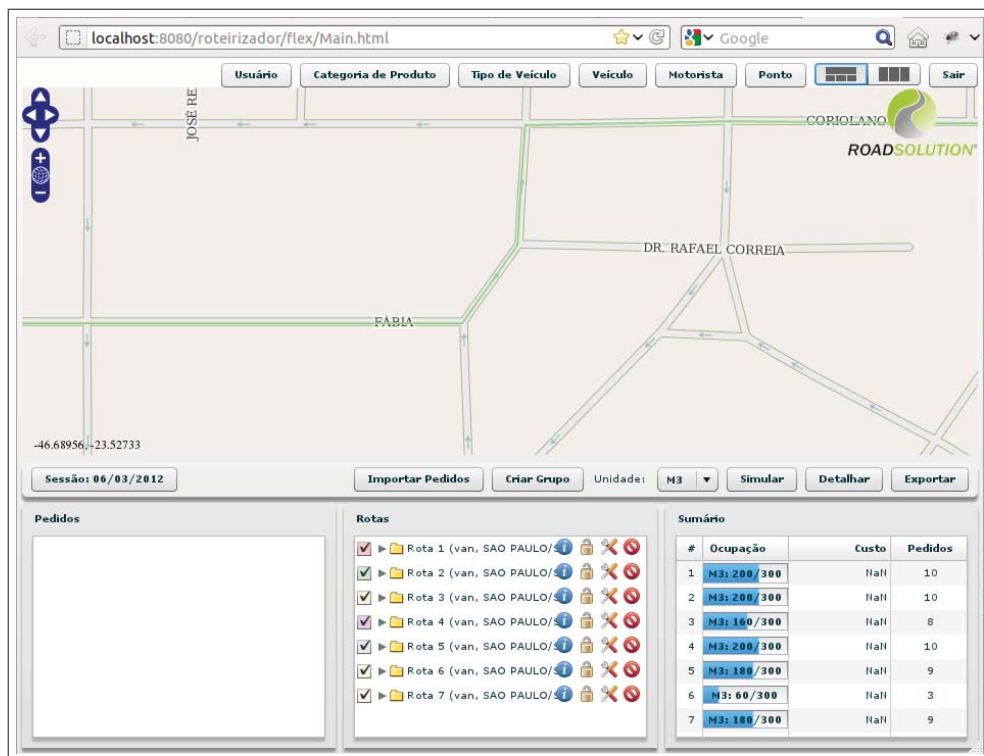 localhost:8080/roteirizador/flex/Main.html
Google
Usuário
Categoria de Produto
Tipo de Veículo
Veículo
Motorista
Ponto
Sair
JOSÉ RE
CORIOLANO
ROADSOLUTION
DR. RAFAEL CORREIA
FÁBIA
-46.68956, -23.52733
Sessão: 06/03/2012
Importar Pedidos
Criar Grupo
Unidade:
M3
Simular
Detalhar
Exportar
Pedidos
Rotas
Rota 1 (van, SAO PAULO/S
Rota 2 (van, SAO PAULO/S
Rota 3 (van, SAO PAULO/S
Rota 4 (van, SAO PAULO/S
Rota 5 (van, SAO PAULO/S
Rota 6 (van, SAO PAULO/S
Rota 7 (van, SAO PAULO/S
Sumário
# Ocupação Custo Pedidos
1 M3: 200/300 NaN 10
2 M3: 200/300 NaN 10
3 M3: 160/300 NaN 8
4 M3: 200/300 NaN 10
5 M3: 180/300 NaN 9
6 M3: 60/300 NaN 3
7 M3: 180/300 NaN 9